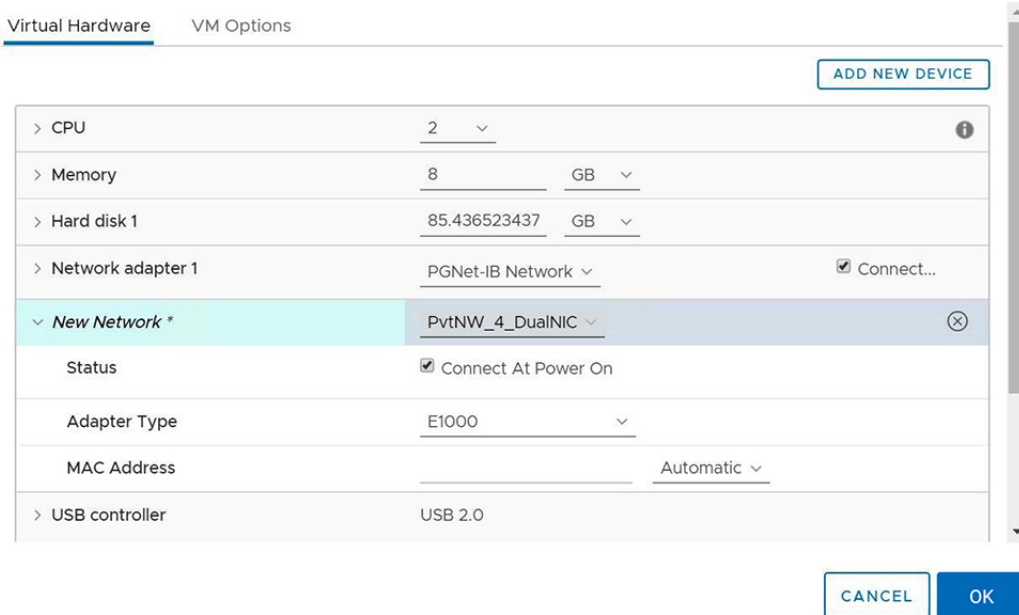 Virtual Hardware VM Options
ADD NEW DEVICE
CPU 2
Memory 8 GB
Hard disk 1 85.436523437 GB
Network adapter 1 PGNet-IB Network Connect...
New Network * PvtNW_4_DualNIC
Status Connect At Power On
Adapter Type E1000
MAC Address Automatic
USB controller USB 2.0
CANCEL OK